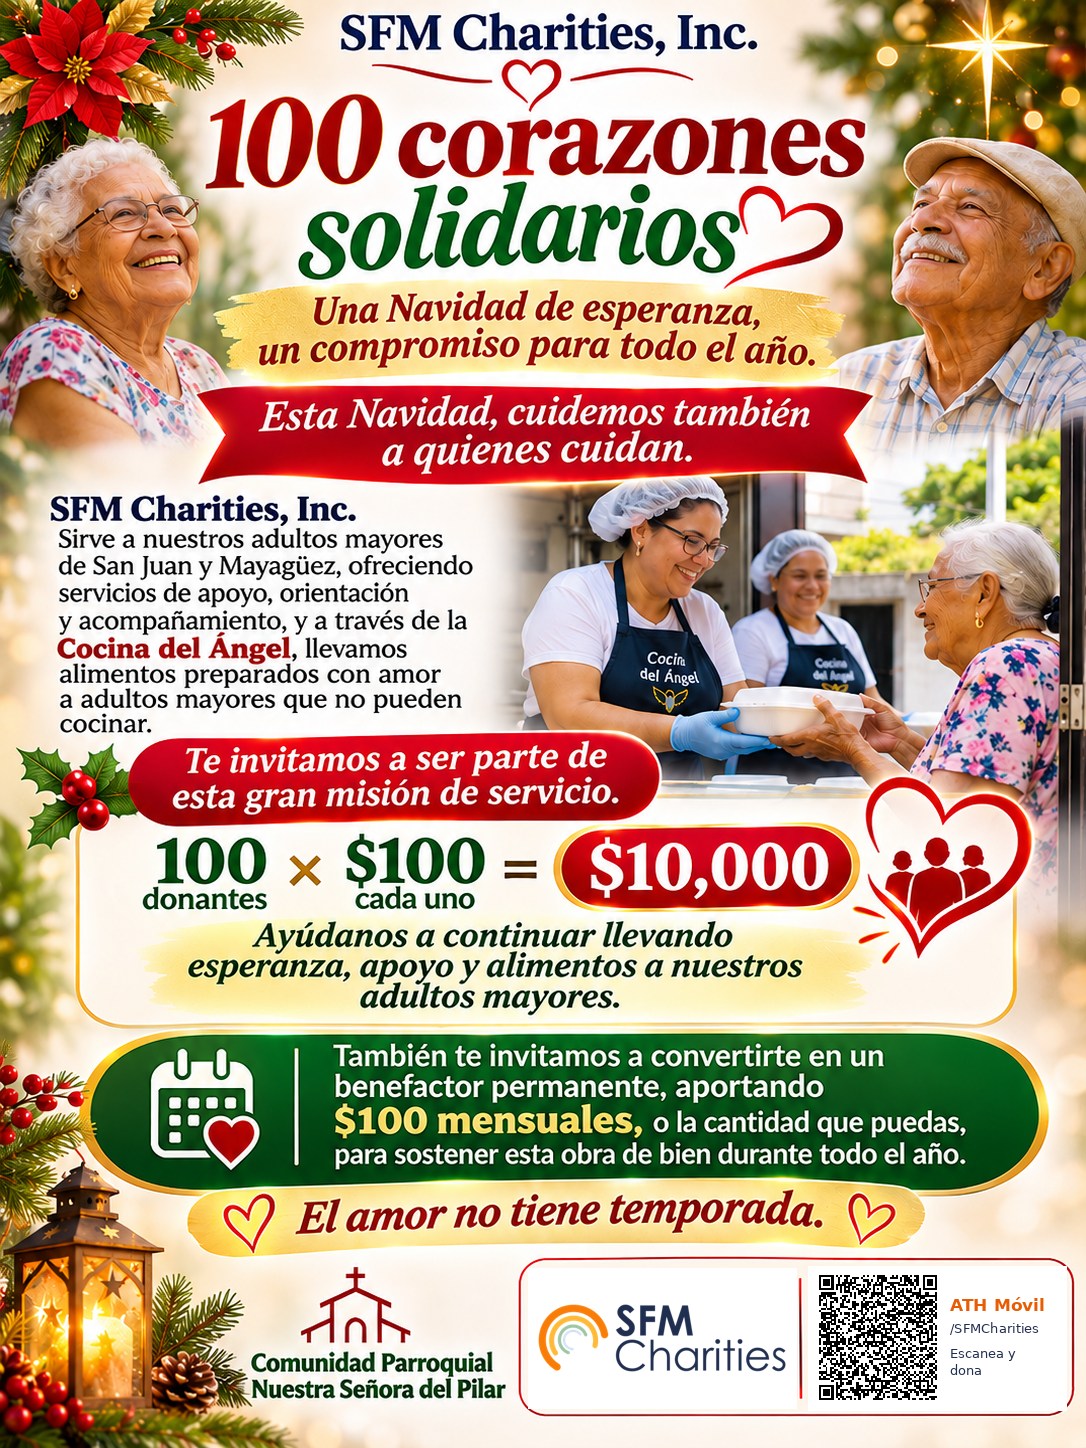 SFM Charities, Inc.
100 corazones
solidarios
Una Navidad de esperanza,
un compromiso para todo el año.
Esta Navidad, cuidemos también
a quienes cuidan.
SFM Charities, Inc.
Sirve a nuestros adultos mayores
de San Juan y Mayagüez, ofreciendo
servicios de apoyo, orientación
y acompañamiento, y a través de la
Cocina del Ángel, llevamos
alimentos preparados con amor
a adultos mayores que no pueden
cocinar.
Cocina
del Ángel
Cocina
del Ángel
Te invitamos a ser parte de
esta gran misión de servicio.
100 × $100 = $10,000
donantes cada uno
Ayúdanos a continuar llevando
esperanza, apoyo y alimentos a nuestros
adultos mayores.
También te invitamos a convertirte en un
benefactor permanente, aportando
$100 mensuales, o la cantidad que puedas,
para sostener esta obra de bien durante todo el año.
El amor no tiene temporada.
Comunidad Parroquial
Nuestra Señora del Pilar
SFM
Charities
ATH Móvil
/SFMCharities
Escanea y
dona